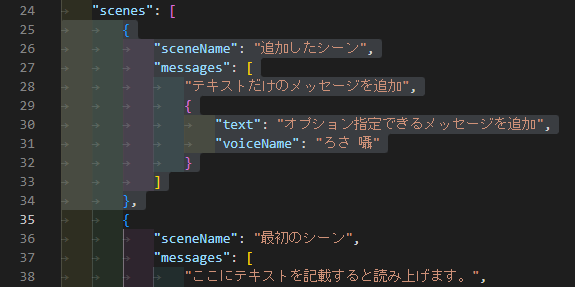 24 "scenes": [
25 {
26 "sceneName": "追加したシーン",
27 "messages": [
28 "テキストだけのメッセージを追加",
29 {
30 "text": "オプション指定できるメッセージを追加",
31 "voiceName": "ろさ 囁"
32 }
33 ]
34 },
35 {
36 "sceneName": "最初のシーン",
37 "messages": [
38 "ここにテキストを記載すると読み上げます。",